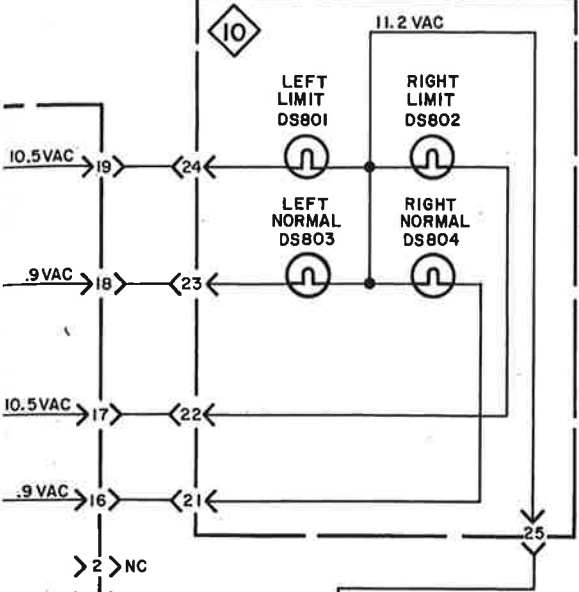 10
11.2 VAC
LEFT LIMIT DS801
RIGHT LIMIT DS802
10.5VAC
19
24
LEFT NORMAL DS803
RIGHT NORMAL DS804
.9 VAC
18
23
10.5VAC
17
22
.9 VAC
16
21
25
2
NC